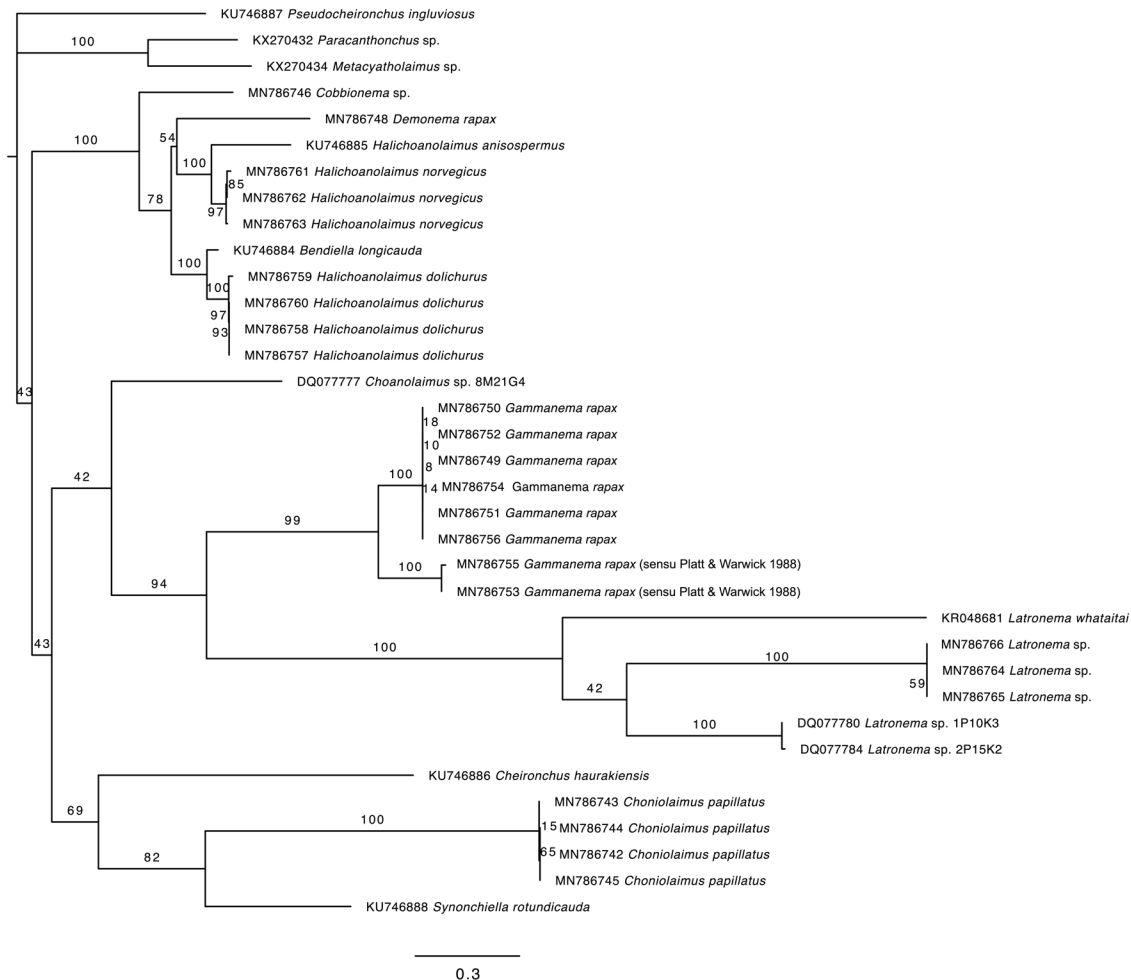 KU746887 Pseudocheironchus ingluviosus
100
KX270432 Paracanthonchus sp.
KX270434 Metacyatholaimus sp.
MN786746 Cobbionema sp.
MN786748 Demonema rapax
54
100
KU746885 Halichoanolaimus anisospermus
100
MN786761 Halichoanolaimus norvegicus
85
MN786762 Halichoanolaimus norvegicus
78
97
MN786763 Halichoanolaimus norvegicus
KU746884 Bendiella longicauda
100
MN786759 Halichoanolaimus dolichurus
100
MN786760 Halichoanolaimus dolichurus
97
MN786758 Halichoanolaimus dolichurus
93
MN786757 Halichoanolaimus dolichurus
DQ077777 Choanolaimus sp. 8M21G4
43
MN786750 Gammanema rapax
18
MN786752 Gammanema rapax
10
MN786749 Gammanema rapax
8
100
42
MN786754 Gammanema rapax
14
MN786751 Gammanema rapax
99
MN786756 Gammanema rapax
MN786755 Gammanema rapax (sensu Platt & Warwick 1988)
100
94
MN786753 Gammanema rapax (sensu Platt & Warwick 1988)
KR048681 Latronema whataitai
43
100
MN786766 Latronema sp.
100
MN786764 Latronema sp.
59
42
MN786765 Latronema sp.
DQ077780 Latronema sp. 1P10K3
100
DQ077784 Latronema sp. 2P15K2
KU746886 Cheironchus haurakiensis
69
MN786743 Choniolaimus papillatus
100
15
MN786744 Choniolaimus papillatus
82
65
MN786742 Choniolaimus papillatus
MN786745 Choniolaimus papillatus
KU746888 Synonchiella rotundicauda
0.3